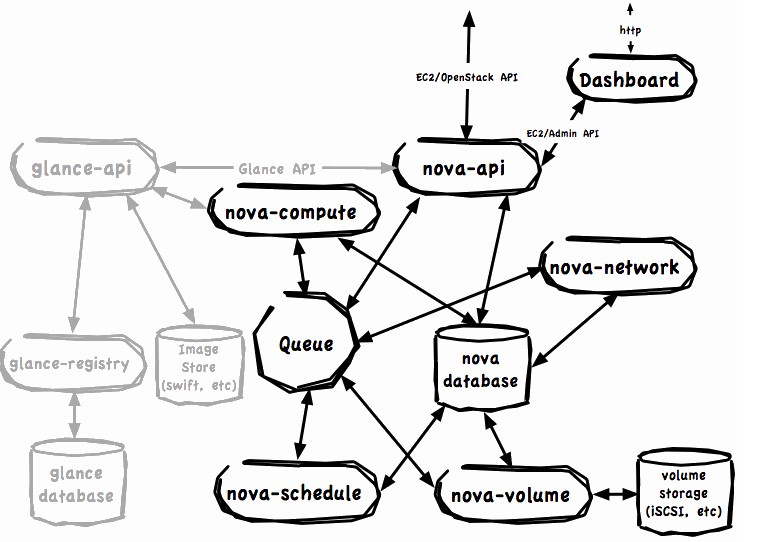 http
EC2/OpenStack API
Dashboard
EC2/Admin API
glance-api
Glance API
nova-api
nova-compute
nova-network
Queue
nova
database
glance-registry
Image
Store
(swift, etc)
glance
database
nova-schedule
nova-volume
volume
storage
(iSCSI, etc)